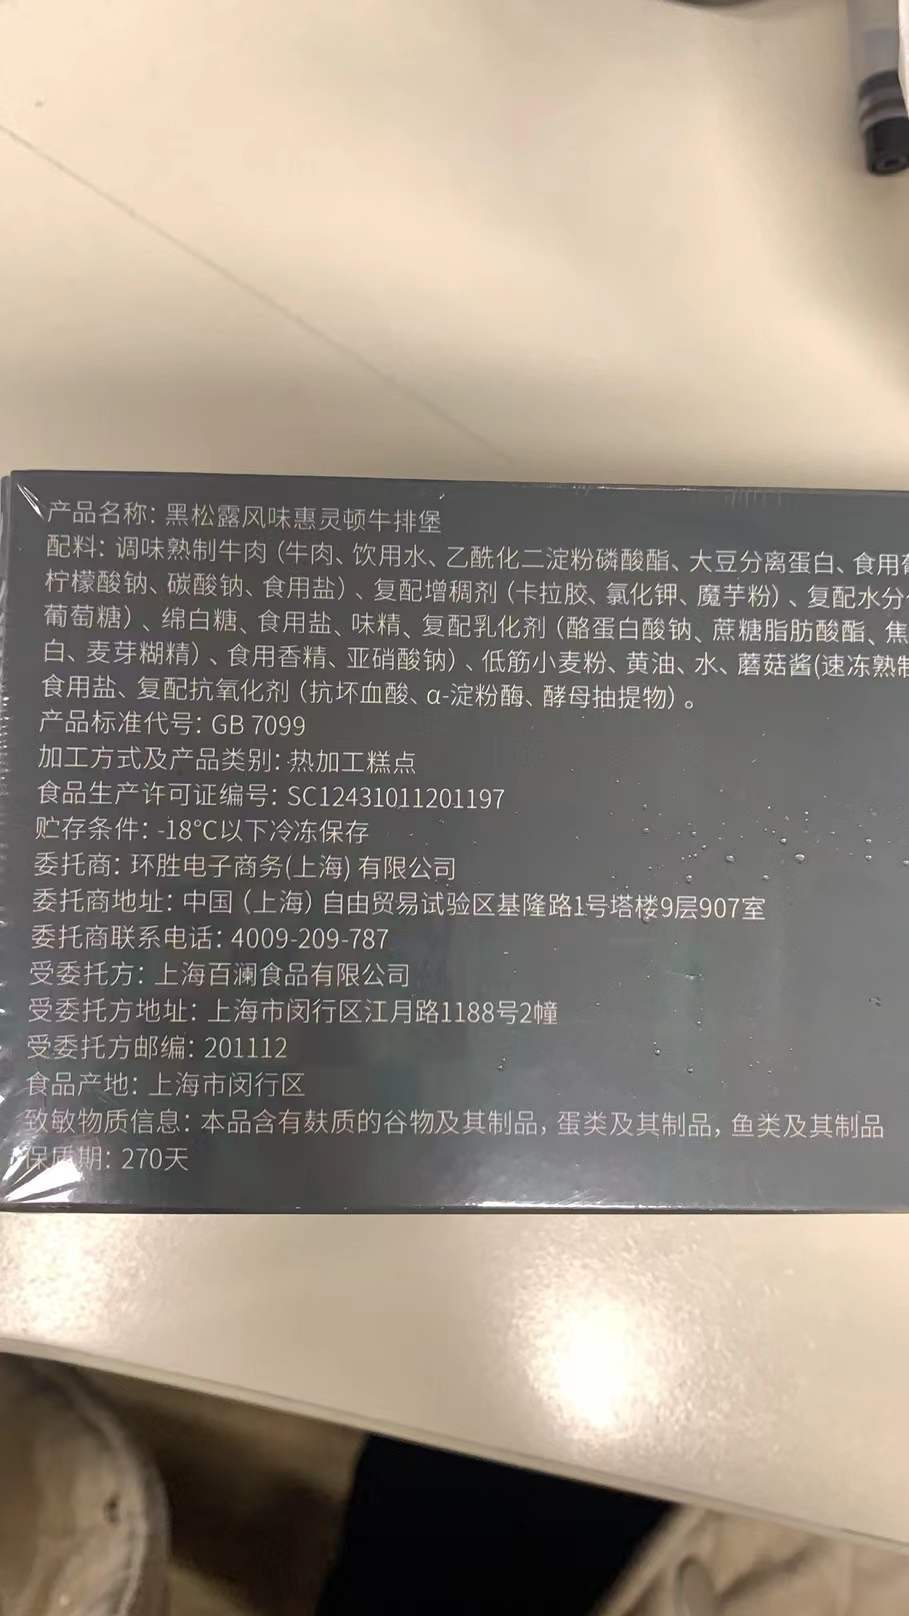 产品名称: 黑松露风味惠灵顿牛排堡
配料: 调味熟制牛肉 (牛肉、饮用水、乙酰化二淀粉磷酸酯、大豆分离蛋白、食用葡
柠檬酸钠、碳酸钠、食用盐) 、复配增稠剂 (卡拉胶、氯化钾、魔芋粉) 、复配水分
葡萄糖) 、绵白糖、食用盐、味精、复配乳化剂 (酪蛋白酸钠、蔗糖脂肪酸酯、焦
白、麦芽糊精) 、食用香精、亚硝酸钠) 、低筋小麦粉、黄油、水、蘑菇酱(速冻熟制
食用盐、复配抗氧化剂 (抗坏血酸、α-淀粉酶、酵母抽提物) 。
产品标准代号: GB 7099
加工方式及产品类别: 热加工糕点
食品生产许可证编号: SC12431011201197
贮存条件: -18℃以下冷冻保存
委托商: 环胜电子商务(上海) 有限公司
委托商地址: 中国 (上海) 自由贸易试验区基隆路1号塔楼9层907室
委托商联系电话: 4009-209-787
受委托方: 上海百澜食品有限公司
受委托方地址: 上海市闵行区江月路1188号2幢
受委托方邮编: 201112
食品产地: 上海市闵行区
致敏物质信息: 本品含有麸质的谷物及其制品, 蛋类及其制品, 鱼类及其制品
保质期: 270天